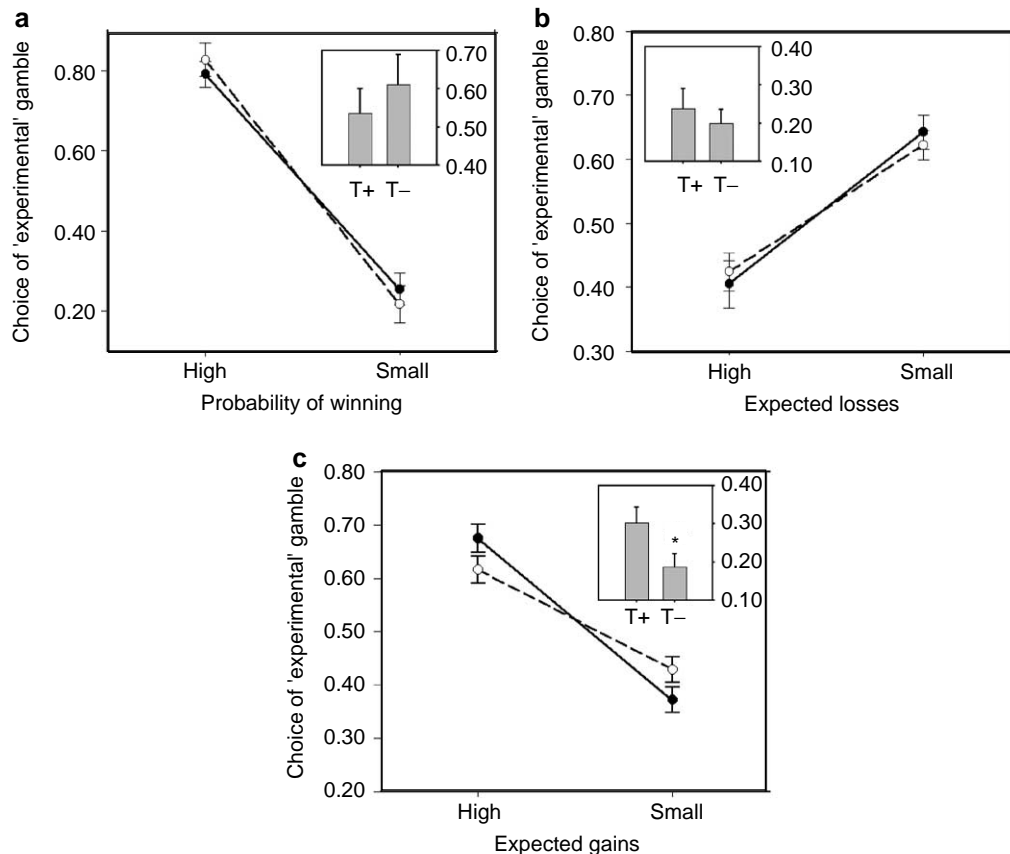 a
Choice of 'experimental' gamble
0.80
0.60
0.40
0.20
High
Small
Probability of winning
0.70
0.60
0.50
0.40
T+ T–
b
Choice of 'experimental' gamble
0.80
0.70
0.60
0.50
0.40
0.30
High
Small
Expected losses
0.40
0.30
0.20
0.10
T+ T–
c
Choice of 'experimental' gamble
0.80
0.70
0.60
0.50
0.40
0.30
0.20
High
Small
Expected gains
0.40
0.30
0.20
0.10
*
T+ T–